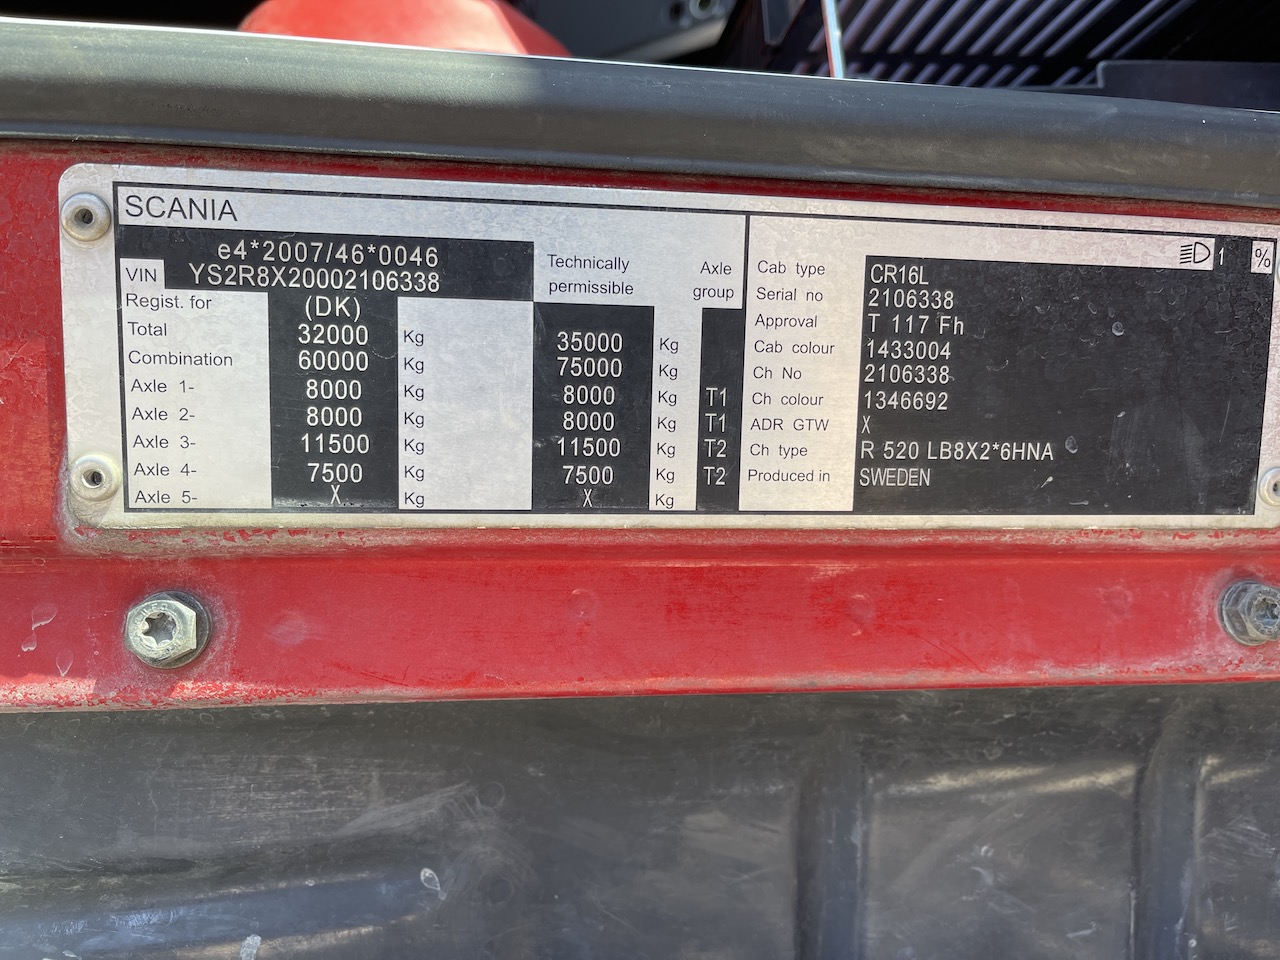 SCANIA
e4*2007/46*0046
VIN YS2R8X20002106338
Regist. for (DK)
Technically permissible
Axle group
Total 32000 Kg 35000 Kg
Combination 60000 Kg 75000 Kg
Axle 1- 8000 Kg 8000 Kg T1
Axle 2- 8000 Kg 8000 Kg T1
Axle 3- 11500 Kg 11500 Kg T2
Axle 4- 7500 Kg 7500 Kg T2
Axle 5- X Kg X Kg
1 %
Cab type CR16L
Serial no 2106338
Approval T 117 Fh
Cab colour 1433004
Ch No 2106338
Ch colour 1346692
ADR GTW X
Ch type R 520 LB8X2*6HNA
Produced in SWEDEN